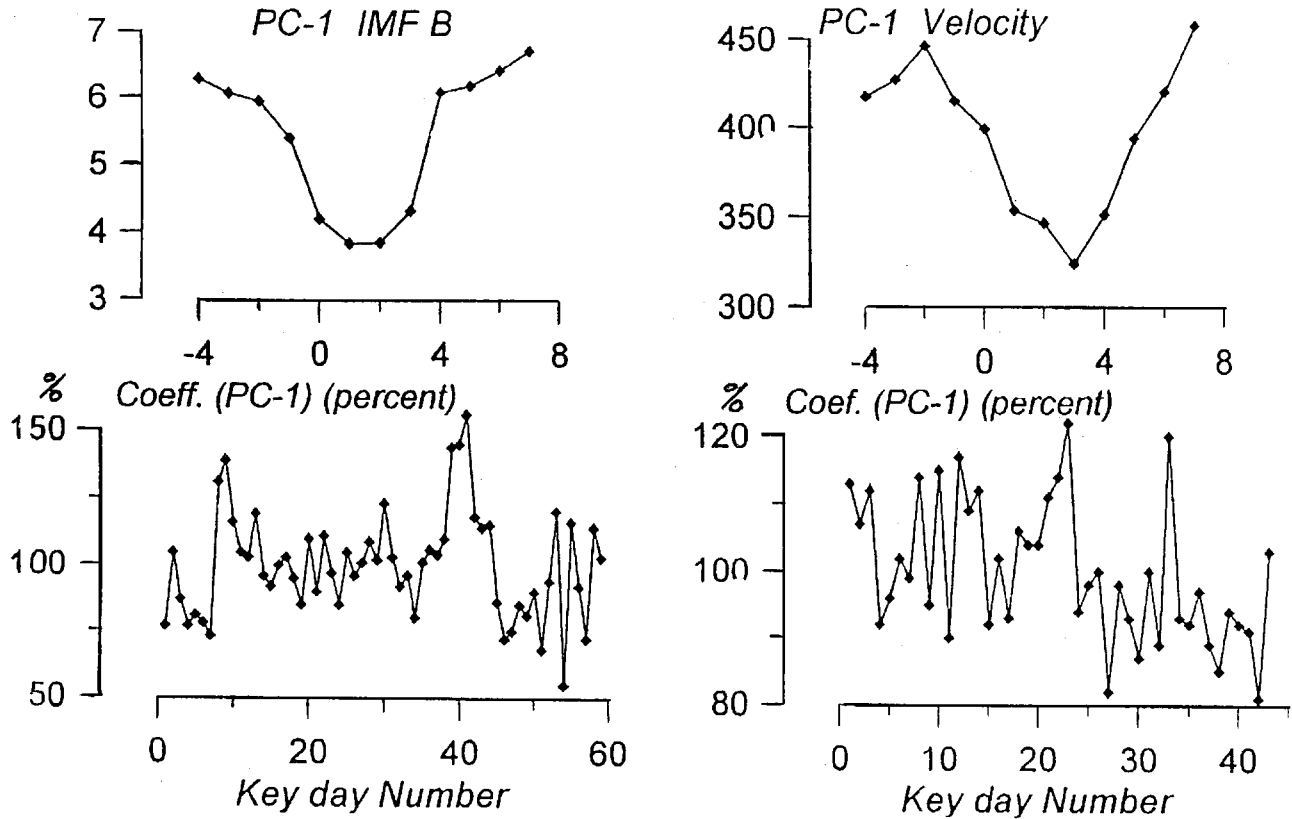 PC-1 IMF B
7
6
5
4
3
-4 0 4 8
PC-1 Velocity
450
400
350
300
-4 0 4 8
% Coeff. (PC-1) (percent)
150
100
50
0 20 40 60
Key day Number
% Coef. (PC-1) (percent)
120
100
80
0 10 20 30 40
Key day Number